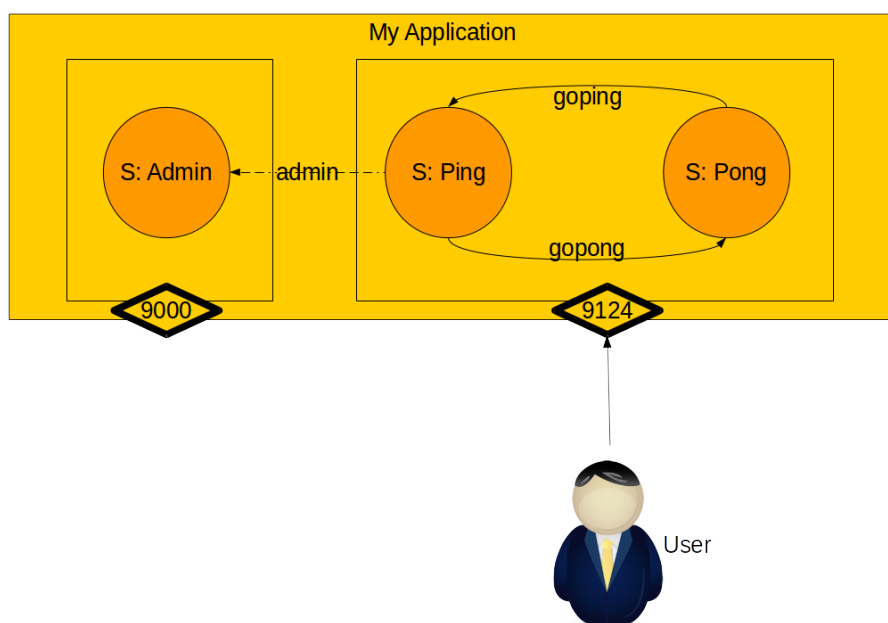 My Application
goping
S: Admin
admin
S: Ping
S: Pong
gopong
9000
9124
User